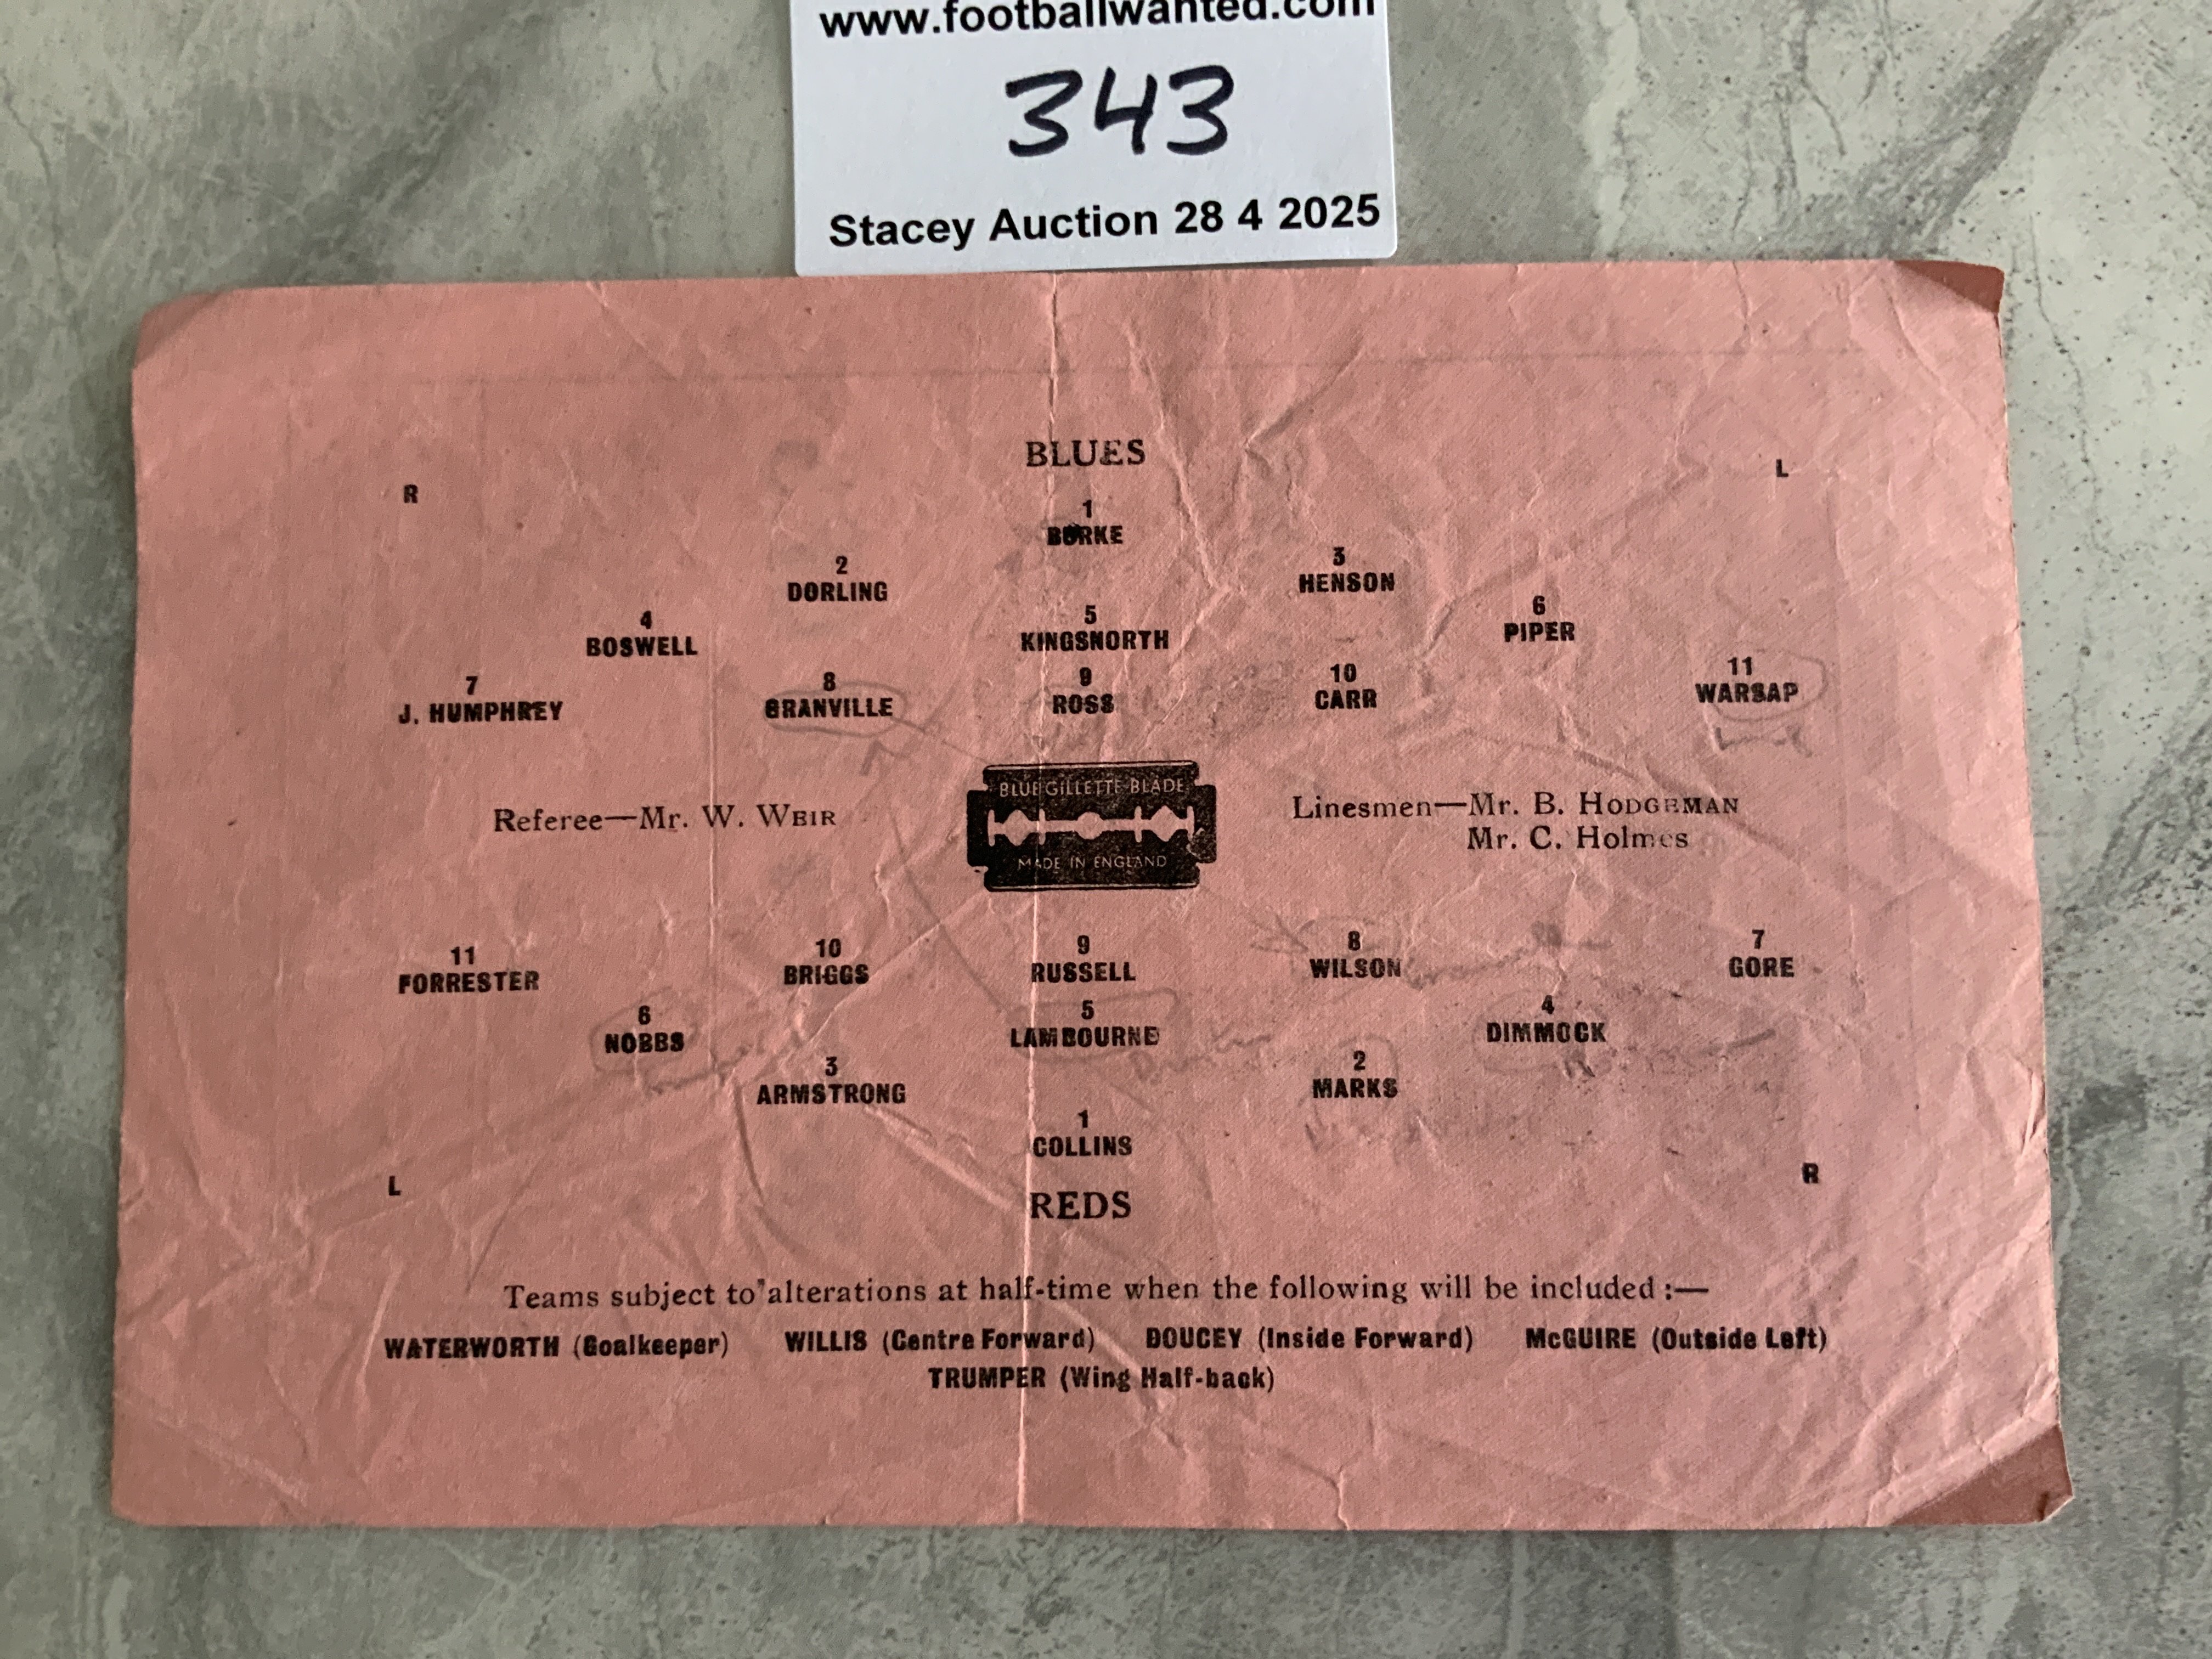 www.footballwanted.com
343
Stacey Auction 28 4 2025
BLUES
R
L
1
BURKE
2
DORLING
3
HENSON
4
BOSWELL
5
KINGSNORTH
6
PIPER
7
J. HUMPHREY
8
GRANVILLE
9
ROSS
10
CARR
11
WARSAP
Referee—Mr. W. WEIR
BLUE GILLETTE BLADE
MADE IN ENGLAND
Linesmen—Mr. B. HODGEMAN
Mr. C. Holmes
11
FORRESTER
10
BRIGGS
9
RUSSELL
8
WILSON
7
GORE
6
NOBBS
5
LAMBOURNE
4
DIMMOCK
3
ARMSTRONG
2
MARKS
1
COLLINS
L
R
REDS
Teams subject to alterations at half-time when the following will be included :—
WATERWORTH (Goalkeeper) WILLIS (Centre Forward) DOUCEY (Inside Forward) McGUIRE (Outside Left)
TRUMPER (Wing Half-back)